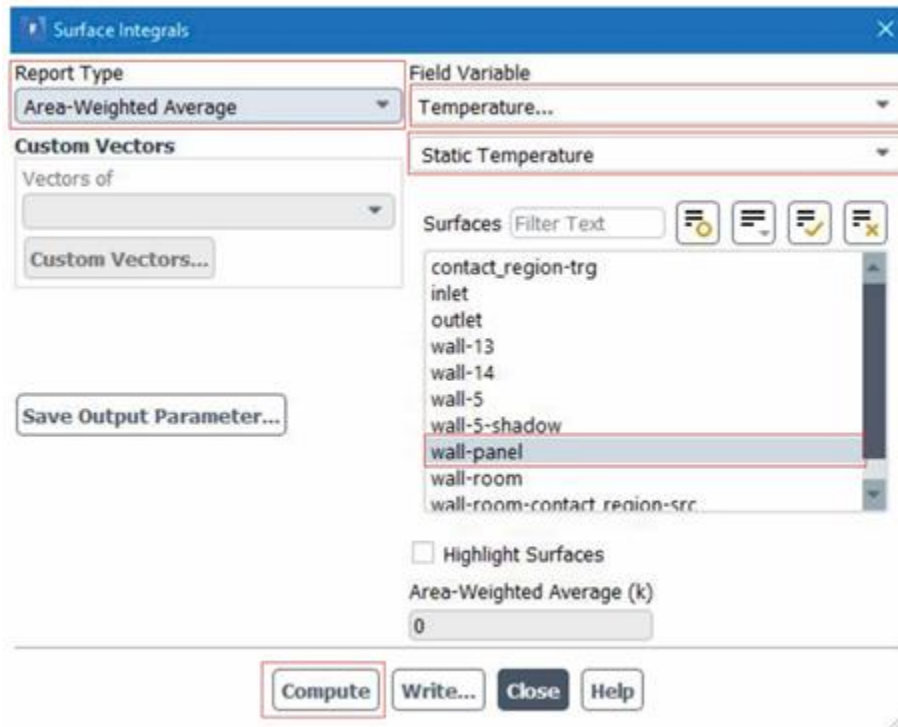 Surface Integrals
Report Type
Area-Weighted Average
Custom Vectors
Vectors of
Custom Vectors...
Save Output Parameter...
Field Variable
Temperature...
Static Temperature
Surfaces Filter Text
contact_region-trg
inlet
outlet
wall-13
wall-14
wall-5
wall-5-shadow
wall-panel
wall-room
wall-room-contact_region-src
Highlight Surfaces
Area-Weighted Average (k)
0
Compute Write... Close Help